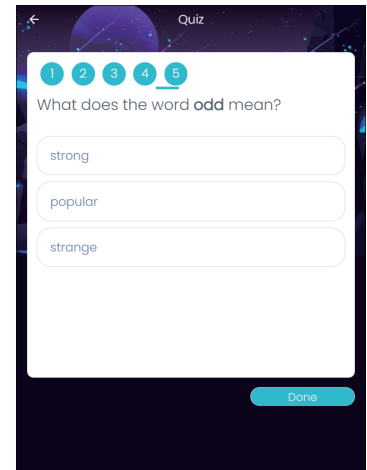 Quiz
1 2 3 4 5
What does the word odd mean?
strong
popular
strange
Done